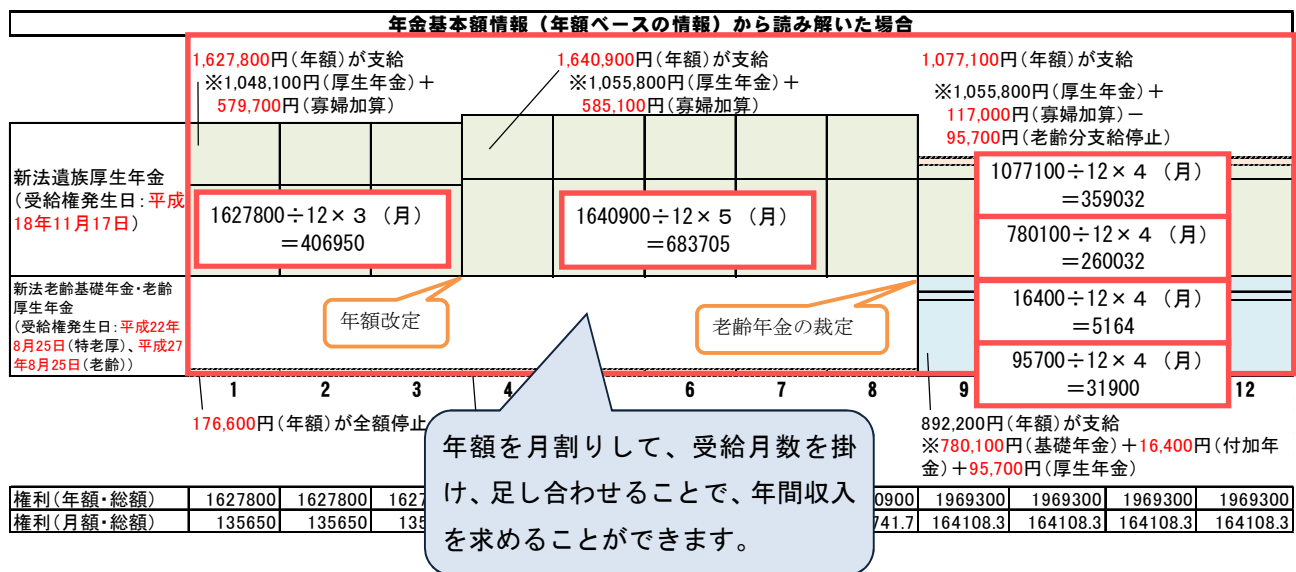 年金基本額情報（年額ベースの情報）から読み解いた場合
1,627,800円（年額）が支給
※1,048,100円（厚生年金）＋
579,700円（寡婦加算）
1,640,900円（年額）が支給
※1,055,800円（厚生年金）＋
585,100円（寡婦加算）
1,077,100円（年額）が支給
※1,055,800円（厚生年金）＋
117,000円（寡婦加算）－
95,700円（老齢分支給停止）
新法遺族厚生年金
（受給権発生日：平成
18年11月17日）
1627800÷12×３（月）
＝406950
1640900÷12×５（月）
＝683705
1077100÷12×４（月）
＝359032
780100÷12×４（月）
＝260032
16400÷12×４（月）
＝5164
95700÷12×４（月）
＝31900
新法老齢基礎年金・老齢
厚生年金
（受給権発生日：平成22年
8月25日（特老厚）、平成27
年8月25日（老齢））
年額改定
老齢年金の裁定
1 2 3 4 6 7 8 9 12
176,600円（年額）が全額停止
892,200円（年額）が支給
※780,100円（基礎年金）＋16,400円（付加年
金）＋95,700円（厚生年金）
年額を月割りして、受給月数を掛
け、足し合わせることで、年間収入
を求めることができます。
権利（年額・総額） 1627800 1627800 1627 0900 1969300 1969300 1969300 1969300
権利（月額・総額） 135650 135650 135 741.7 164108.3 164108.3 164108.3 164108.3